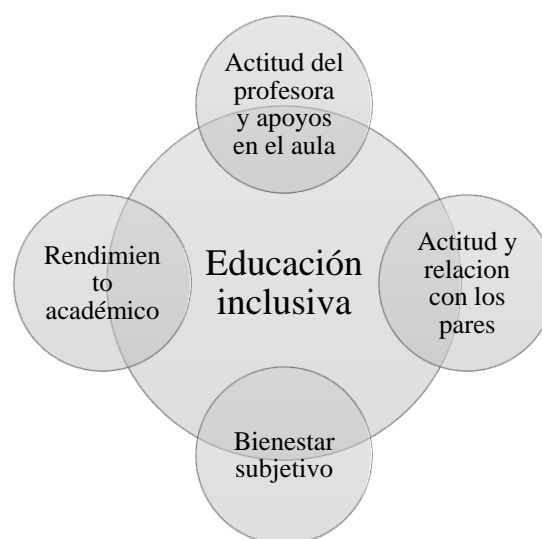 Actitud del
profesora
y apoyos
en el aula
Rendimien
to
académico
Educación
inclusiva
Actitud y
relacion
con los
pares
Bienestar
subjetivo